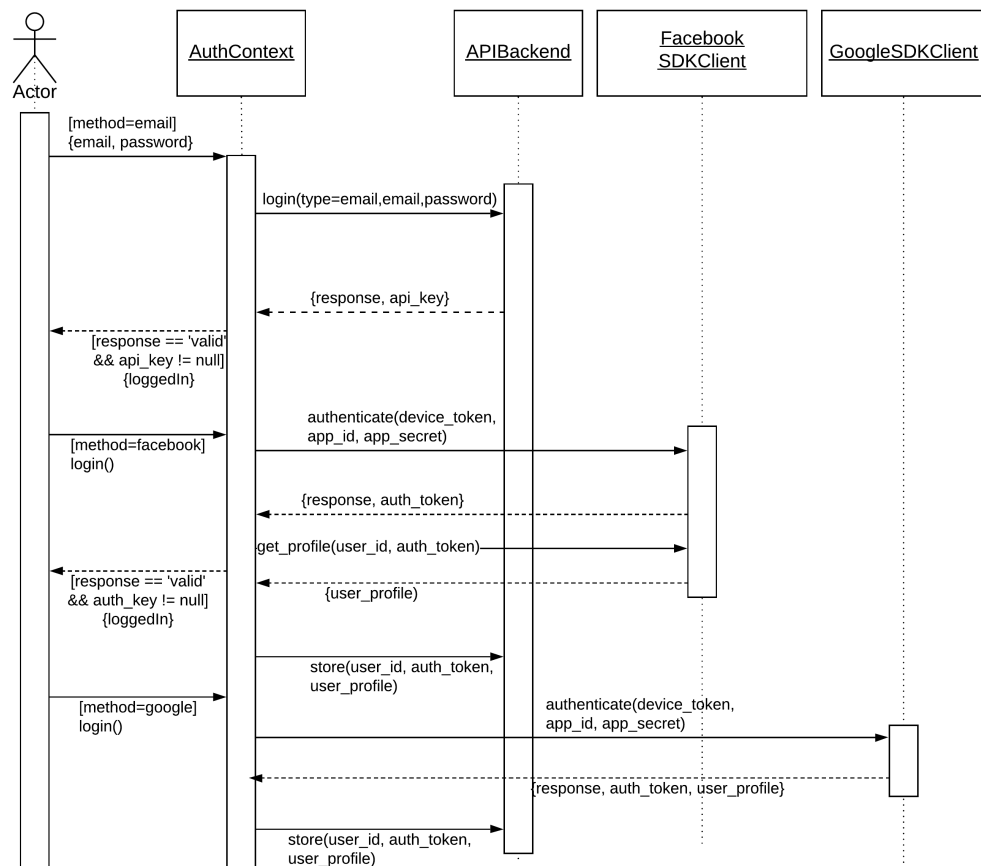 Actor
AuthContext
APIBackend
Facebook
SDKClient
GoogleSDKClient
[method=email]
{email, password}
login(type=email,email,password)
{response, api_key}
[response == 'valid'
&& api_key != null]
{loggedIn}
authenticate(device_token,
app_id, app_secret)
[method=facebook]
login()
{response, auth_token}
get_profile(user_id, auth_token)
[response == 'valid'
&& auth_key != null]
{loggedIn}
{user_profile)
store(user_id, auth_token,
user_profile)
[method=google]
login()
authenticate(device_token,
app_id, app_secret)
{response, auth_token, user_profile}
store(user_id, auth_token,
user_profile)